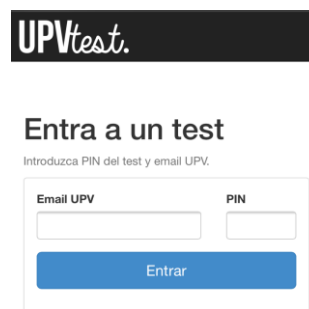 UPVtest.
Entra a un test
Introduzca PIN del test y email UPV.
Email UPV PIN
Entrar